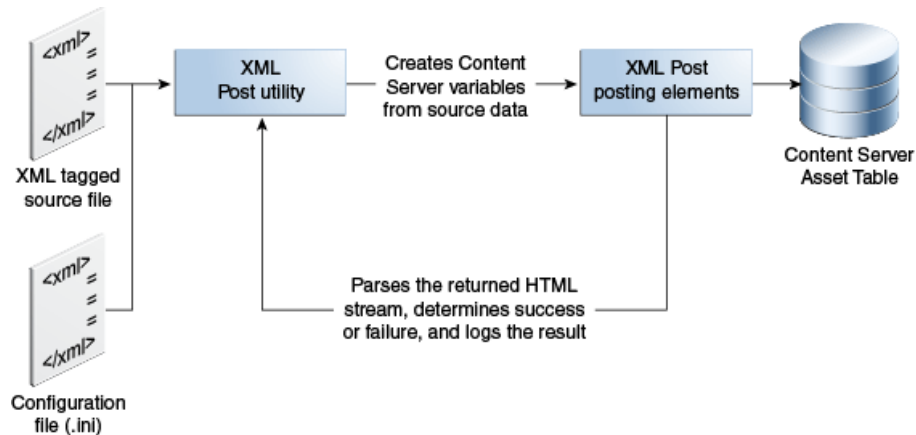 <xml>
=
=
=
</xml>
XML tagged
source file
XML
Post utility
Creates Content
Server variables
from source data
XML Post
posting elements
Content Server
Asset Table
Parses the returned HTML
stream, determines success
or failure, and logs the result
<xml>
=
=
=
</xml>
Configuration
file (.ini)